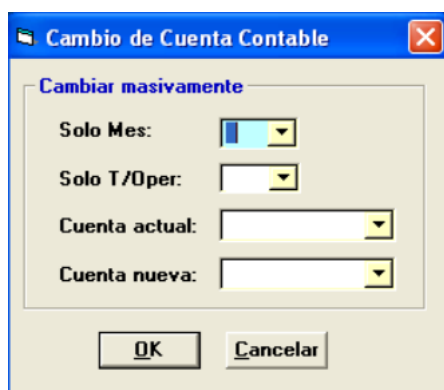 Cambio de Cuenta Contable
Cambiar masivamente
Solo Mes:
Solo T/Oper:
Cuenta actual:
Cuenta nueva:
OK Cancelar